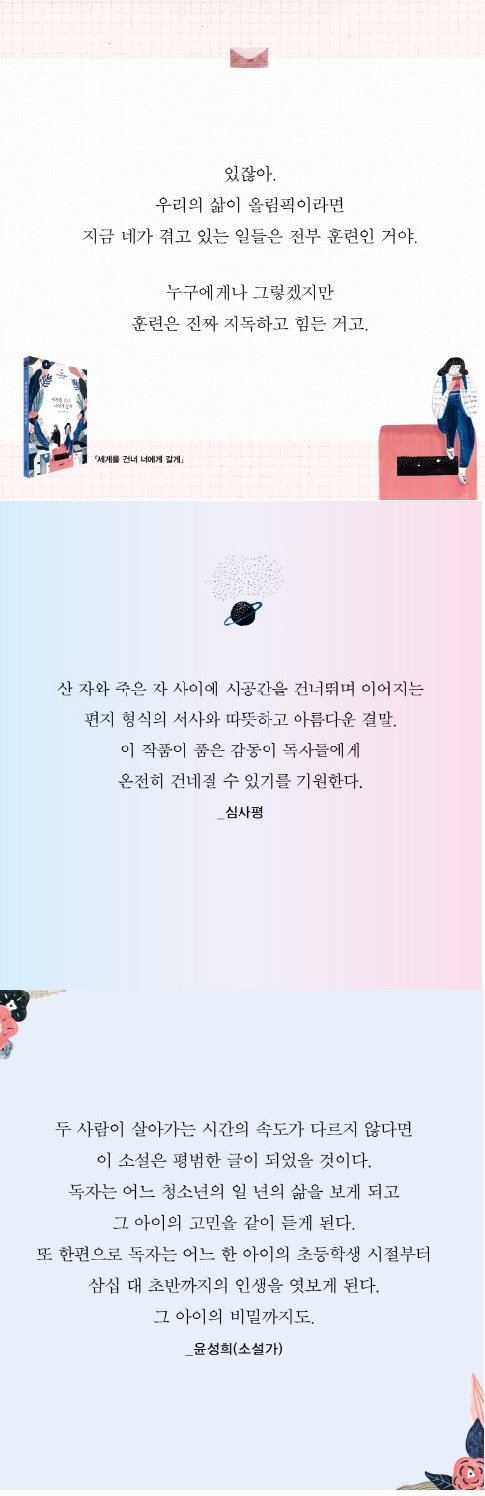 있잖아.
우리의 삶이 올림픽이라면
지금 네가 겪고 있는 일들은 전부 훈련인 거야.
누구에게나 그렇겠지만
훈련은 진짜 지독하고 힘든 거고.
세계를 건너
너에게 갈게
『세계를 건너 너에게 갈게』
산 자와 죽은 자 사이에 시공간을 건너뛰며 이어지는
편지 형식의 서사와 따뜻하고 아름다운 결말.
이 작품이 품은 감동이 독사들에게
온전히 건네질 수 있기를 기원한다.
_심사평
두 사람이 살아가는 시간의 속도가 다르지 않다면
이 소설은 평범한 글이 되었을 것이다.
독자는 어느 청소년의 일 년의 삶을 보게 되고
그 아이의 고민을 같이 듣게 된다.
또 한편으로 독자는 어느 한 아이의 초등학생 시절부터
삼십 대 초반까지의 인생을 엿보게 된다.
그 아이의 비밀까지도.
_윤성희(소설가)